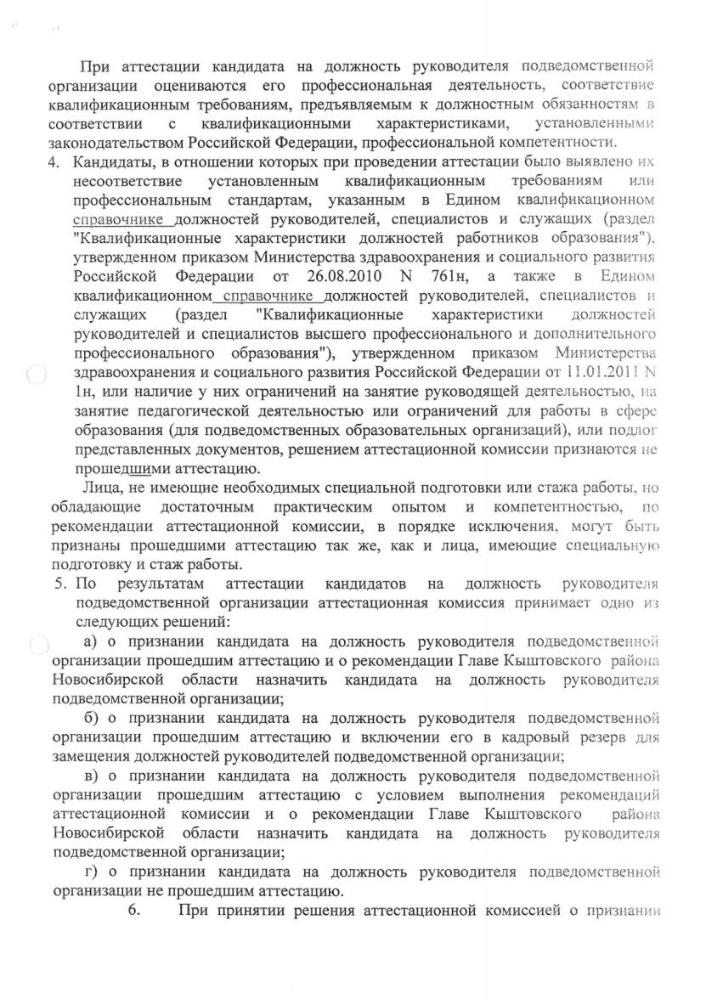 При аттестации кандидата на должность руководителя подведомственной
организации оцениваются его профессиональная деятельность, соответствие
квалификационным требованиям, предъявляемым к должностным обязанностям в
соответствии с квалификационными характеристиками, установленными
законодательством Российской Федерации, профессиональной компетентности.
4. Кандидаты, в отношении которых при проведении аттестации было выявлено их
несоответствие установленным квалификационным требованиям или
профессиональным стандартам, указанным в Едином квалификационном
справочнике должностей руководителей, специалистов и служащих (раздел
"Квалификационные характеристики должностей работников образования"),
утвержденном приказом Министерства здравоохранения и социального развития
Российской Федерации от 26.08.2010 N 761н, а также в Едином
квалификационном справочнике должностей руководителей, специалистов и
служащих (раздел "Квалификационные характеристики должностей
руководителей и специалистов высшего профессионального и дополнительного
профессионального образования"), утвержденном приказом Министерства
здравоохранения и социального развития Российской Федерации от 11.01.2011 N
1н, или наличие у них ограничений на занятие руководящей деятельностью, на
занятие педагогической деятельностью или ограничений для работы в сфере
образования (для подведомственных образовательных организаций), или подлог
представленных документов, решением аттестационной комиссии признаются не
прошедшими аттестацию.
Лица, не имеющие необходимых специальной подготовки или стажа работы, но
обладающие достаточным практическим опытом и компетентностью, по
рекомендации аттестационной комиссии, в порядке исключения, могут быть
признаны прошедшими аттестацию так же, как и лица, имеющие специальную
подготовку и стаж работы.
5. По результатам аттестации кандидатов на должность руководителя
подведомственной организации аттестационная комиссия принимает одно из
следующих решений:
а) о признании кандидата на должность руководителя подведомственной
организации прошедшим аттестацию и о рекомендации Главе Кыштовского района
Новосибирской области назначить кандидата на должность руководителя
подведомственной организации;
б) о признании кандидата на должность руководителя подведомственной
организации прошедшим аттестацию и включении его в кадровый резерв для
замещения должностей руководителей подведомственной организации;
в) о признании кандидата на должность руководителя подведомственной
организации прошедшим аттестацию с условием выполнения рекомендаций
аттестационной комиссии и о рекомендации Главе Кыштовского района
Новосибирской области назначить кандидата на должность руководителя
подведомственной организации;
г) о признании кандидата на должность руководителя подведомственной
организации не прошедшим аттестацию.
6. При принятии решения аттестационной комиссией о признании